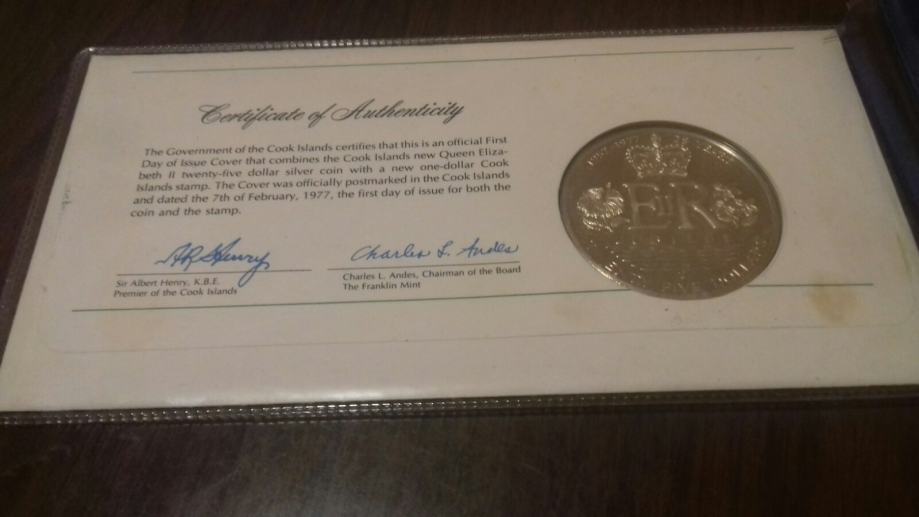 Certificate of Authenticity
The Government of the Cook Islands certifies that this is an official First
Day of Issue Cover that combines the Cook Islands new Queen Eliza-
beth II twenty-five dollar silver coin with a new one-dollar Cook
Islands stamp. The Cover was officially postmarked in the Cook Islands
and dated the 7th of February, 1977, the first day of issue for both the
coin and the stamp.
Sir Albert Henry, K.B.E.
Premier of the Cook Islands
Charles L. Andes
Charles L. Andes, Chairman of the Board
The Franklin Mint
EIIR
FIVE DOLLARS